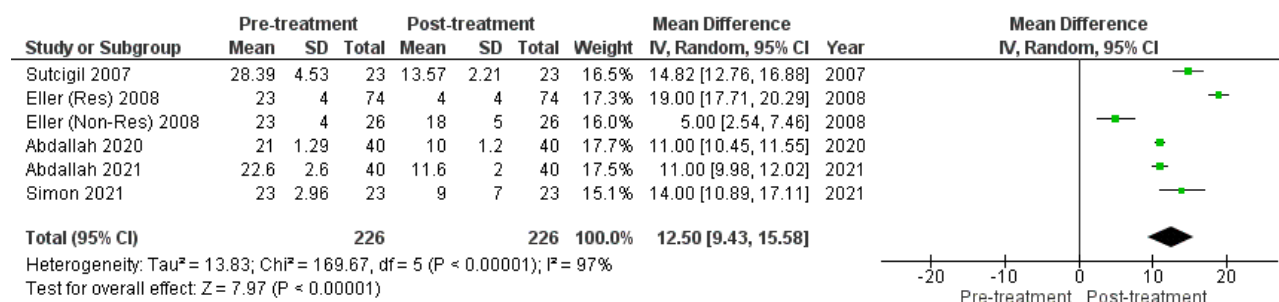 Pre-treatment Post-treatment Mean Difference Mean Difference
Study or Subgroup Mean SD Total Mean SD Total Weight IV, Random, 95% CI Year IV, Random, 95% CI
Sutcigil 2007 28.39 4.53 23 13.57 2.21 23 16.5% 14.82 [12.76, 16.88] 2007
Eller (Res) 2008 23 4 74 4 4 74 17.3% 19.00 [17.71, 20.29] 2008
Eller (Non-Res) 2008 23 4 26 18 5 26 16.0% 5.00 [2.54, 7.46] 2008
Abdallah 2020 21 1.29 40 10 1.2 40 17.7% 11.00 [10.45, 11.55] 2020
Abdallah 2021 22.6 2.6 40 11.6 2 40 17.5% 11.00 [9.98, 12.02] 2021
Simon 2021 23 2.96 23 9 7 23 15.1% 14.00 [10.89, 17.11] 2021
Total (95% CI) 226 226 100.0% 12.50 [9.43, 15.58]
Heterogeneity: Tau² = 13.83; Chi² = 169.67, df = 5 (P < 0.00001); I² = 97%
Test for overall effect: Z = 7.97 (P < 0.00001)
-20 -10 0 10 20
Pre-treatment Post-treatment